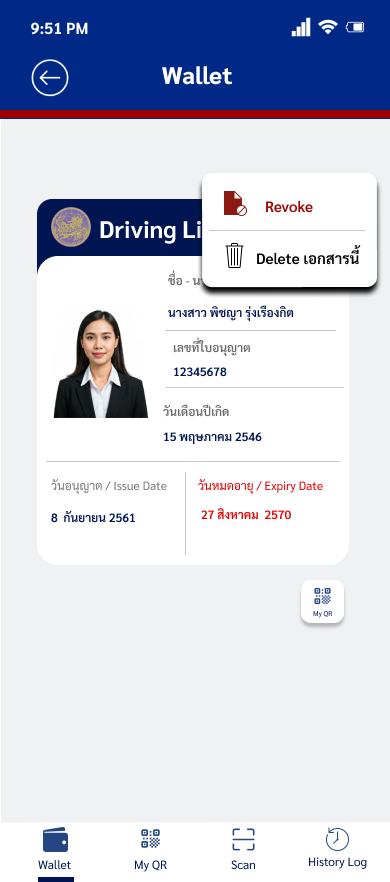 9:51 PM
Wallet
Revoke
Driving Li
Delete เอกสารนี้
ชื่อ -
นางสาว พิชญา รุ่งเรืองกิต
เลขที่ใบอนุญาต
12345678
วันเดือนปีเกิด
15 พฤษภาคม 2546
วันอนุญาต / Issue Date
วันหมดอายุ / Expiry Date
8 กันยายน 2561
27 สิงหาคม 2570
My QR
Wallet
My QR
Scan
History Log